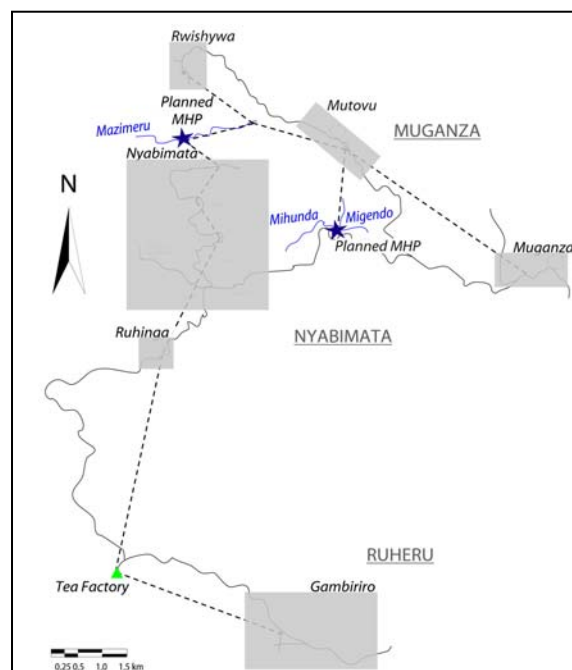 Rwishywa
Planned
MHP
Mutovu
MUGANZA
Mazimeru
Nyabimata
N
Mihunda
Migendo
Planned MHP
Muganza
Ruhinga
NYABIMATA
RUHERU
Tea Factory
Gambiriro
0.25 0.5 1.0 1.5 km